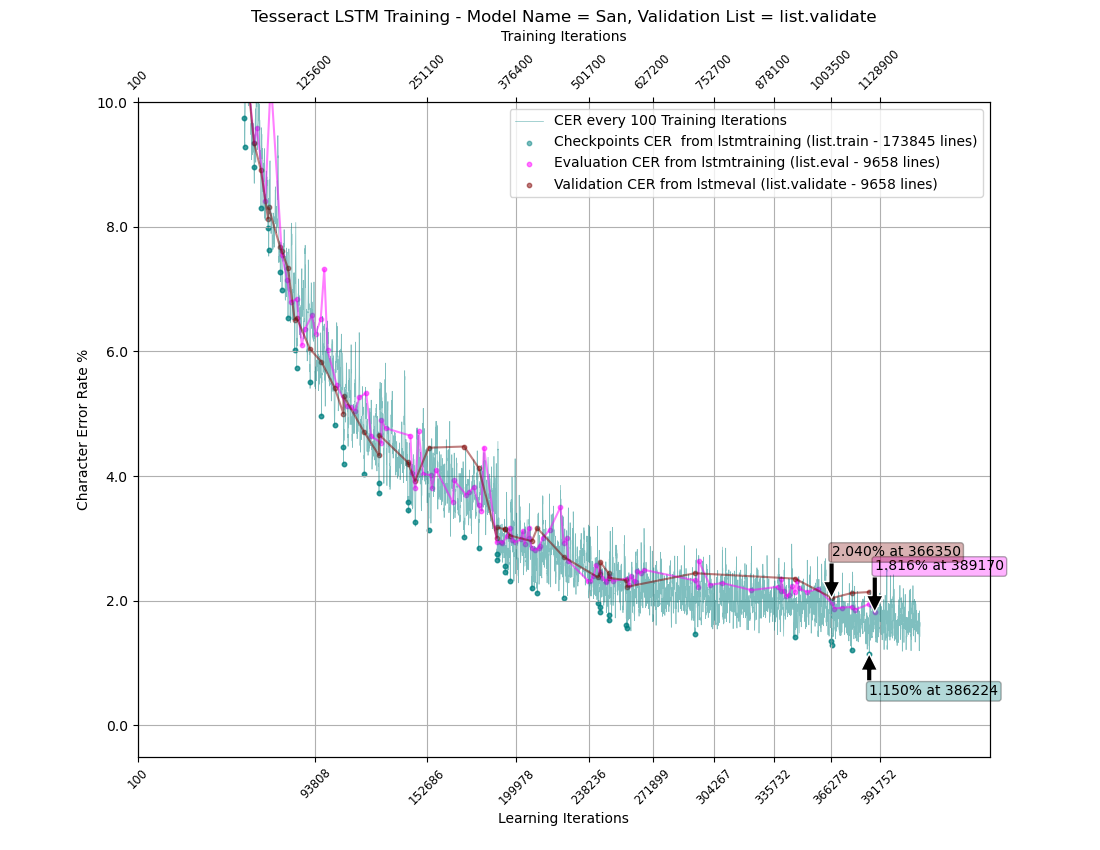 Tesseract LSTM Training - Model Name = San, Validation List = list.validate
Training Iterations
100 125600 251100 376400 501700 627200 752700 878100 1003500 1128900
CER every 100 Training Iterations
Checkpoints CER  from lstmtraining (list.train - 173845 lines)
Evaluation CER from lstmtraining (list.eval - 9658 lines)
Validation CER from lstmeval (list.validate - 9658 lines)
Character Error Rate %
10.0
8.0
6.0
4.0
2.0
0.0
2.040% at 366350
1.816% at 389170
1.150% at 386224
100 93808 152686 199978 238236 271899 304267 335732 366278 391752
Learning Iterations